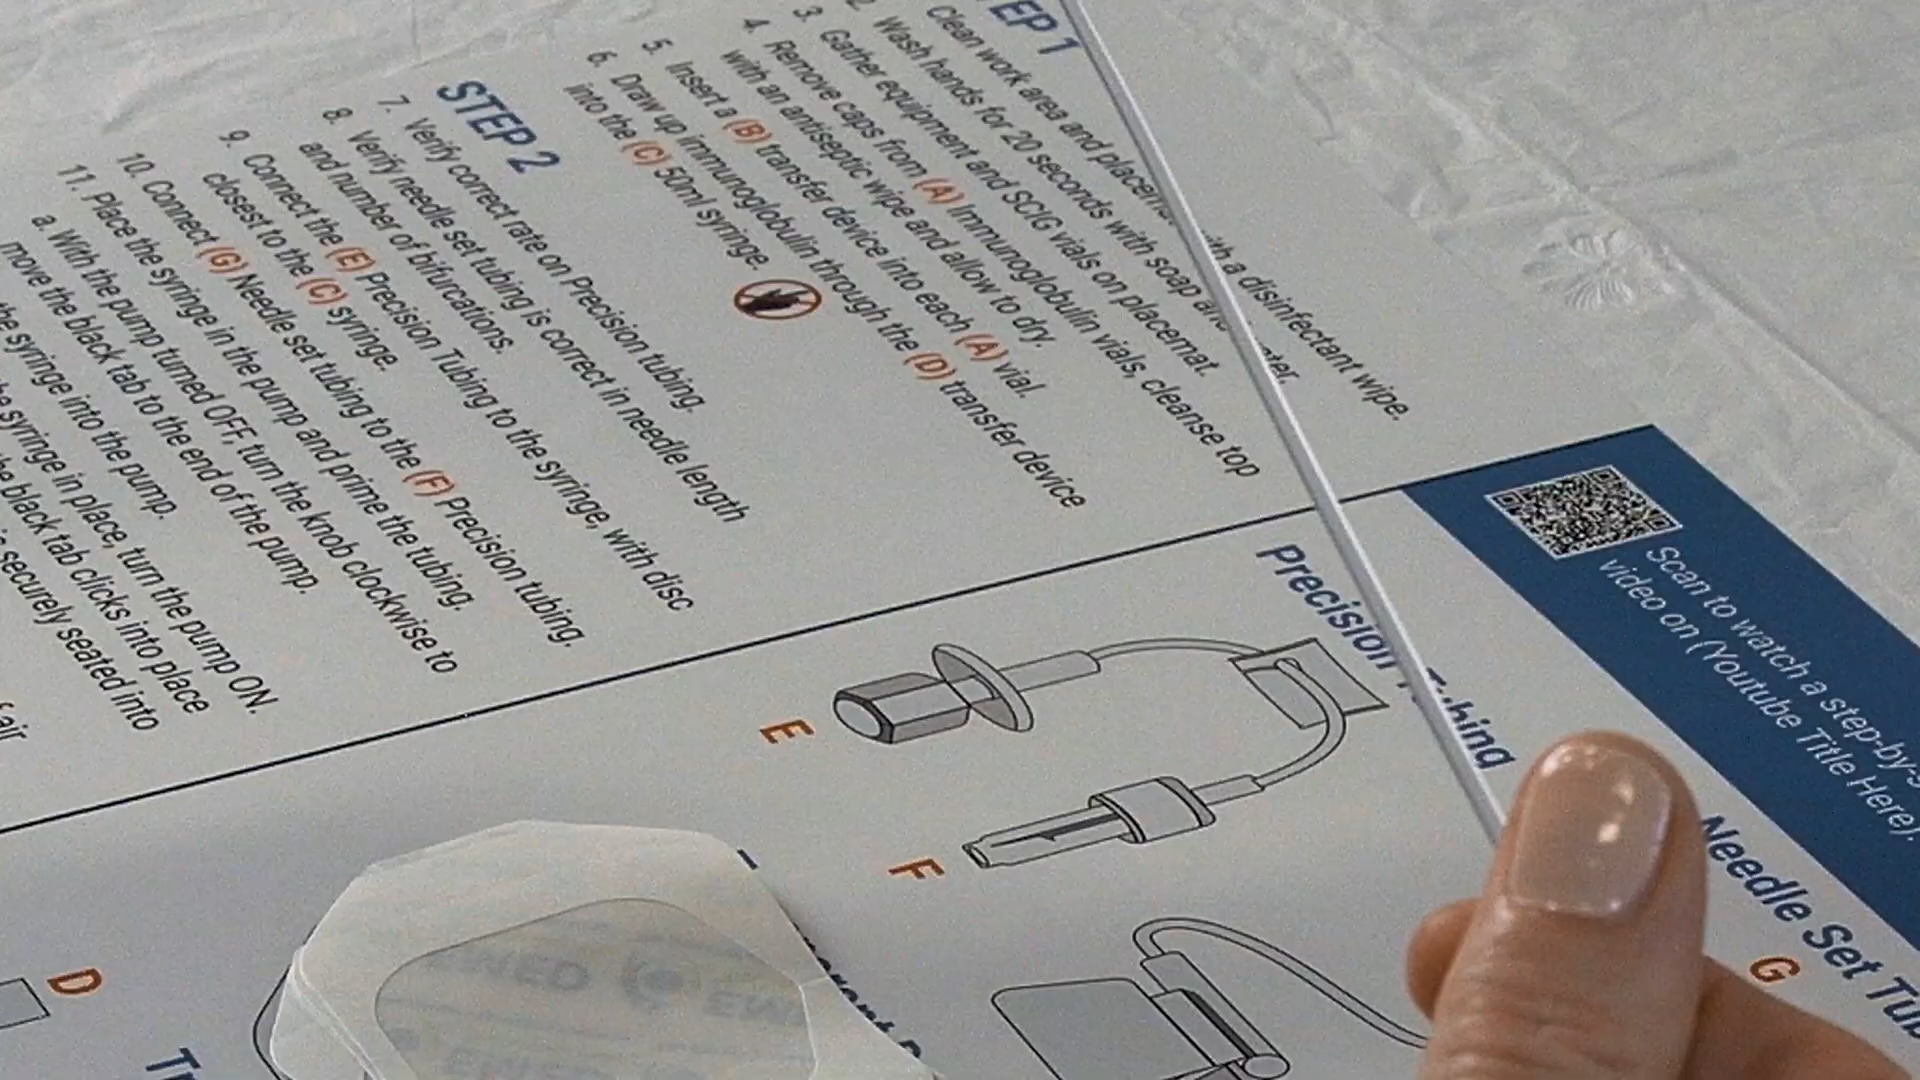 STEP 1
Clean work area and placem with a disinfectant wipe.
2. Wash hands for 20 seconds with soap and water.
3. Gather equipment and SCIG vials on placemat.
4. Remove caps from (A) Immunoglobulin vials, cleanse top
with an antiseptic wipe and allow to dry.
5. Insert a (B) transfer device into each (A) vial.
6. Draw up immunoglobulin through the (D) transfer device
into the (C) 50ml syringe.
STEP 2
7. Verify correct rate on Precision tubing.
8. Verify needle set tubing is correct in needle length
and number of bifurcations.
9. Connect the (E) Precision Tubing to the syringe, with disc
closest to the (C) syringe.
10. Connect (G) Needle set tubing to the (F) Precision tubing.
11. Place the syringe in the pump and prime the tubing.
a. With the pump turned OFF, turn the knob clockwise to
move the black tab to the end of the pump.
the syringe into the pump.
the syringe in place, turn the pump ON.
the black tab clicks into place
is securely seated into
f air
Scan to watch a step-by-s
video on (Youtube Title Here).
Precision Tubing
E
F
Needle Set Tub
G
D
Tr